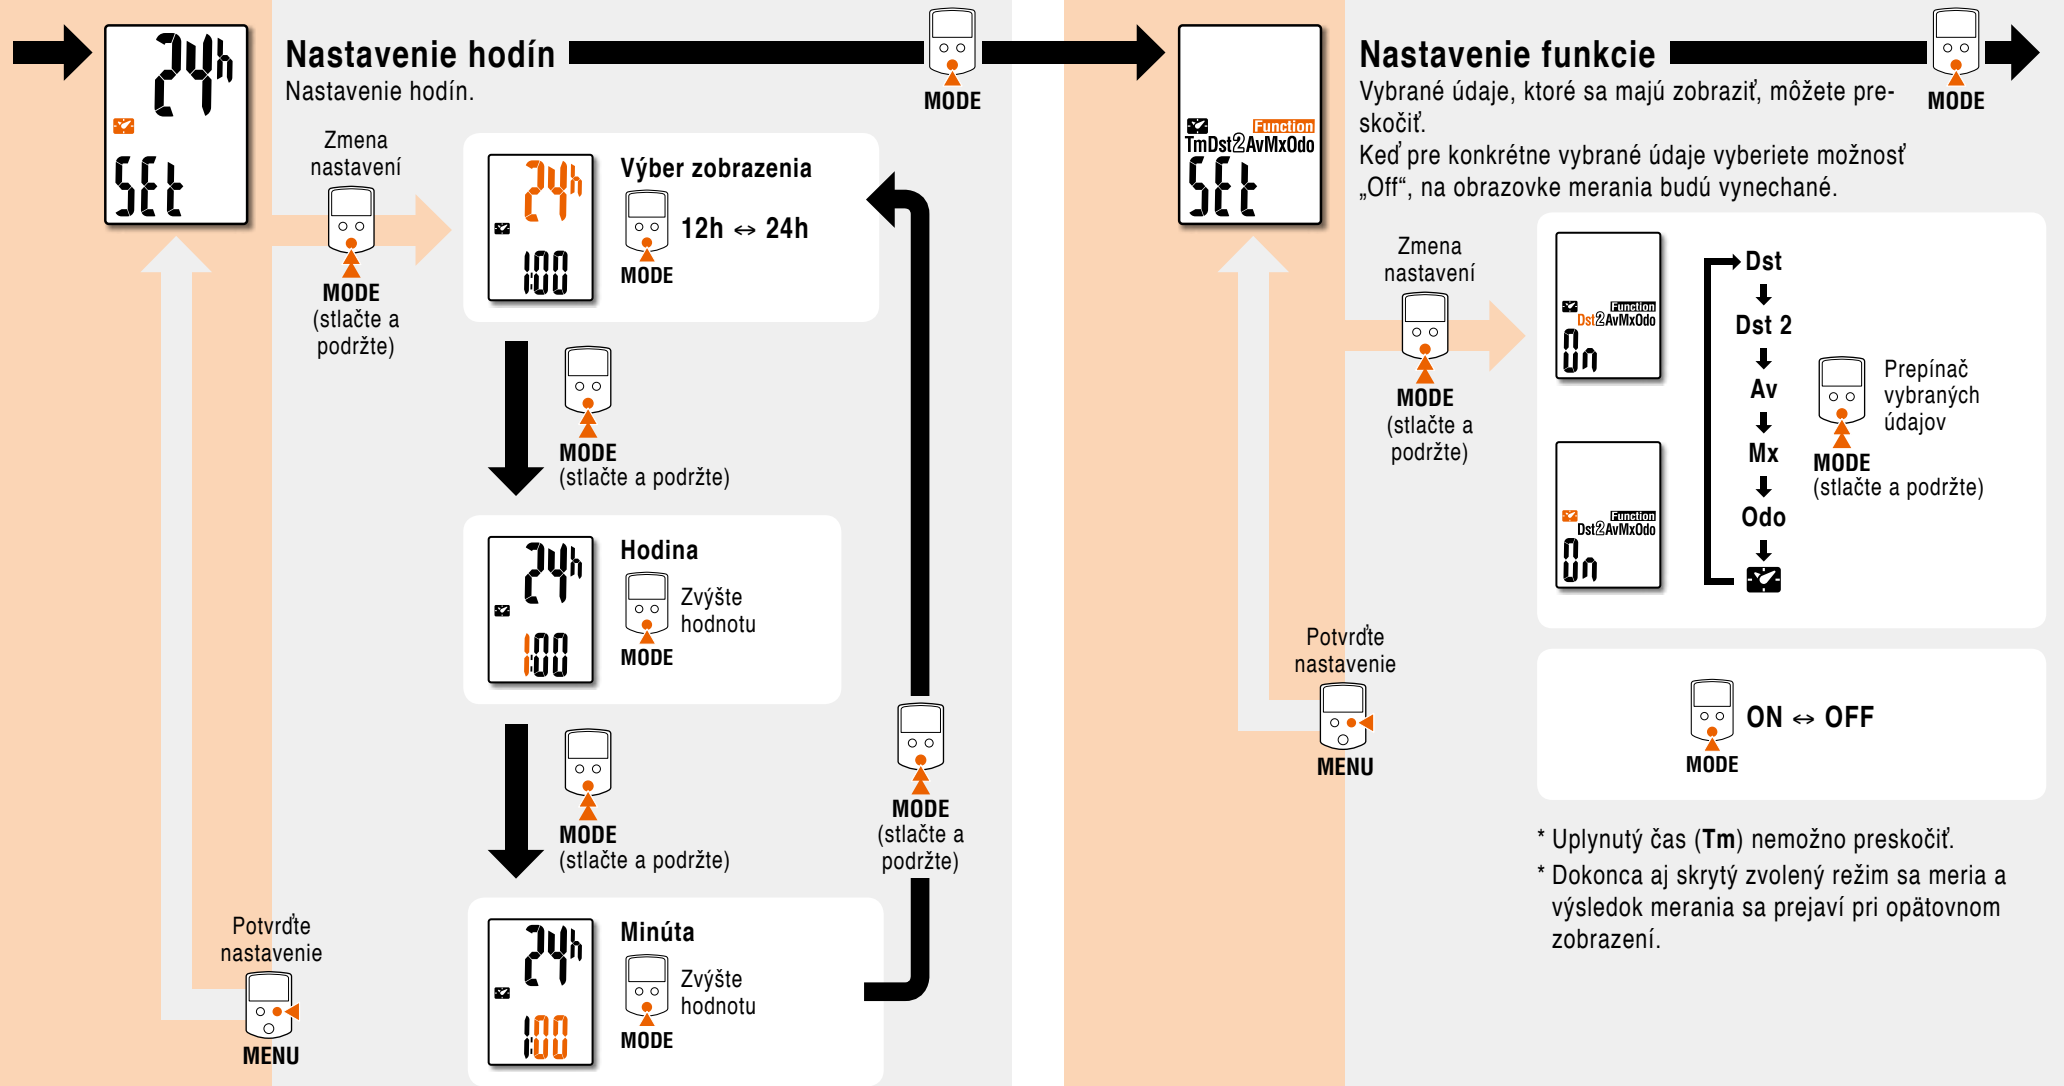 24h
SEt
Nastavenie hodín
Nastavenie hodín.
MODE
Zmena
nastavení
MODE
(stlačte a
podržte)
24h
1:00
Výber zobrazenia
12h ↔ 24h
MODE
MODE
(stlačte a podržte)
24h
1:00
Hodina
Zvýšte
hodnotu
MODE
MODE
(stlačte a podržte)
MODE
(stlačte a
podržte)
24h
1:00
Minúta
Zvýšte
hodnotu
MODE
Potvrďte
nastavenie
MENU
Function
TmDst2AvMxOdo
SEt
Nastavenie funkcie
Vybrané údaje, ktoré sa majú zobraziť, môžete pre-
skočiť.
Keď pre konkrétne vybrané údaje vyberiete možnosť
„Off“, na obrazovke merania budú vynechané.
MODE
Zmena
nastavení
MODE
(stlačte a
podržte)
Function
Dst2AvMxOdo
On
Function
Dst2AvMxOdo
On
Dst
Dst 2
Av
Mx
Odo
Prepínač
vybraných
údajov
MODE
(stlačte a podržte)
Potvrďte
nastavenie
MENU
ON ↔ OFF
MODE
* Uplynutý čas (Tm) nemožno preskočiť.
* Dokonca aj skrytý zvolený režim sa meria a
výsledok merania sa prejaví pri opätovnom
zobrazení.